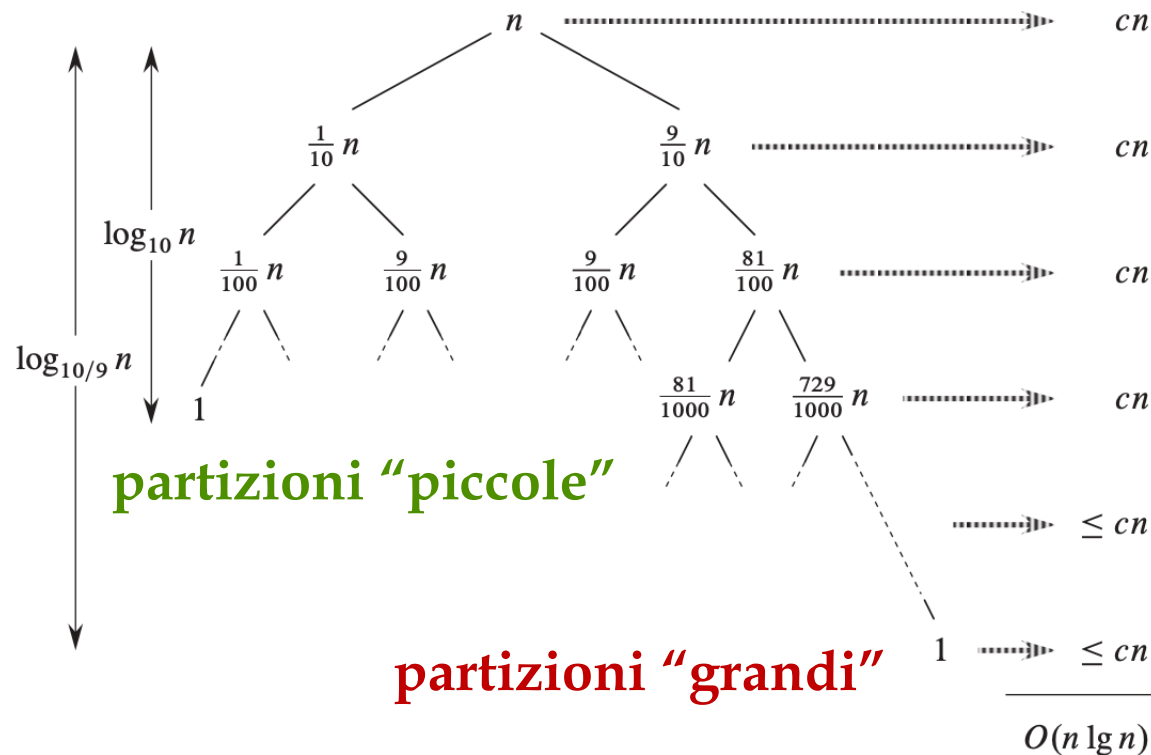 n cn
1/10 n 9/10 n cn
log₁₀ n
1/100 n 9/100 n 9/100 n 81/100 n cn
log₁₀/₉ n
81/1000 n 729/1000 n cn
1
partizioni “piccole”
≤ cn
partizioni “grandi”
1 ≤ cn
O(n lg n)